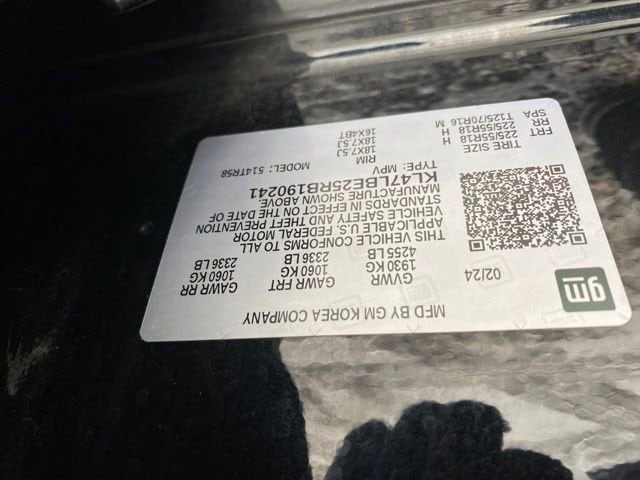 MFD BY GM KOREA COMPANY
gm
02/24
GVWR GAWR FRT GAWR RR
1930 KG 1060 KG 1060 KG
4255 LB 2336 LB 2336 LB
THIS VEHICLE CONFORMS TO ALL
APPLICABLE U.S. FEDERAL MOTOR
VEHICLE SAFETY AND THEFT PREVENTION
STANDARDS IN EFFECT ON THE DATE OF
MANUFACTURE SHOWN ABOVE.
KL47LBE25RB190241
TYPE: MPV MODEL: 514TR58
TIRE SIZE RIM
FRT 225/55R18 H 18X7.5J
RR 225/55R18 H 18X7.5J
SPA T125/70R16 M 16X4BT